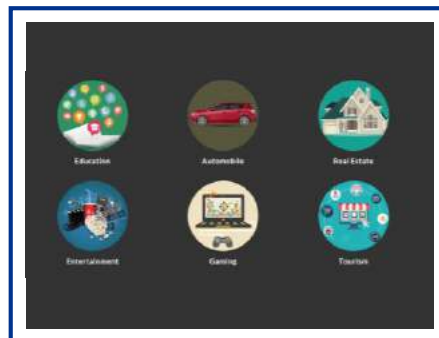 Education
Automobile
Real Estate
Entertainment
Gaming
Tourism